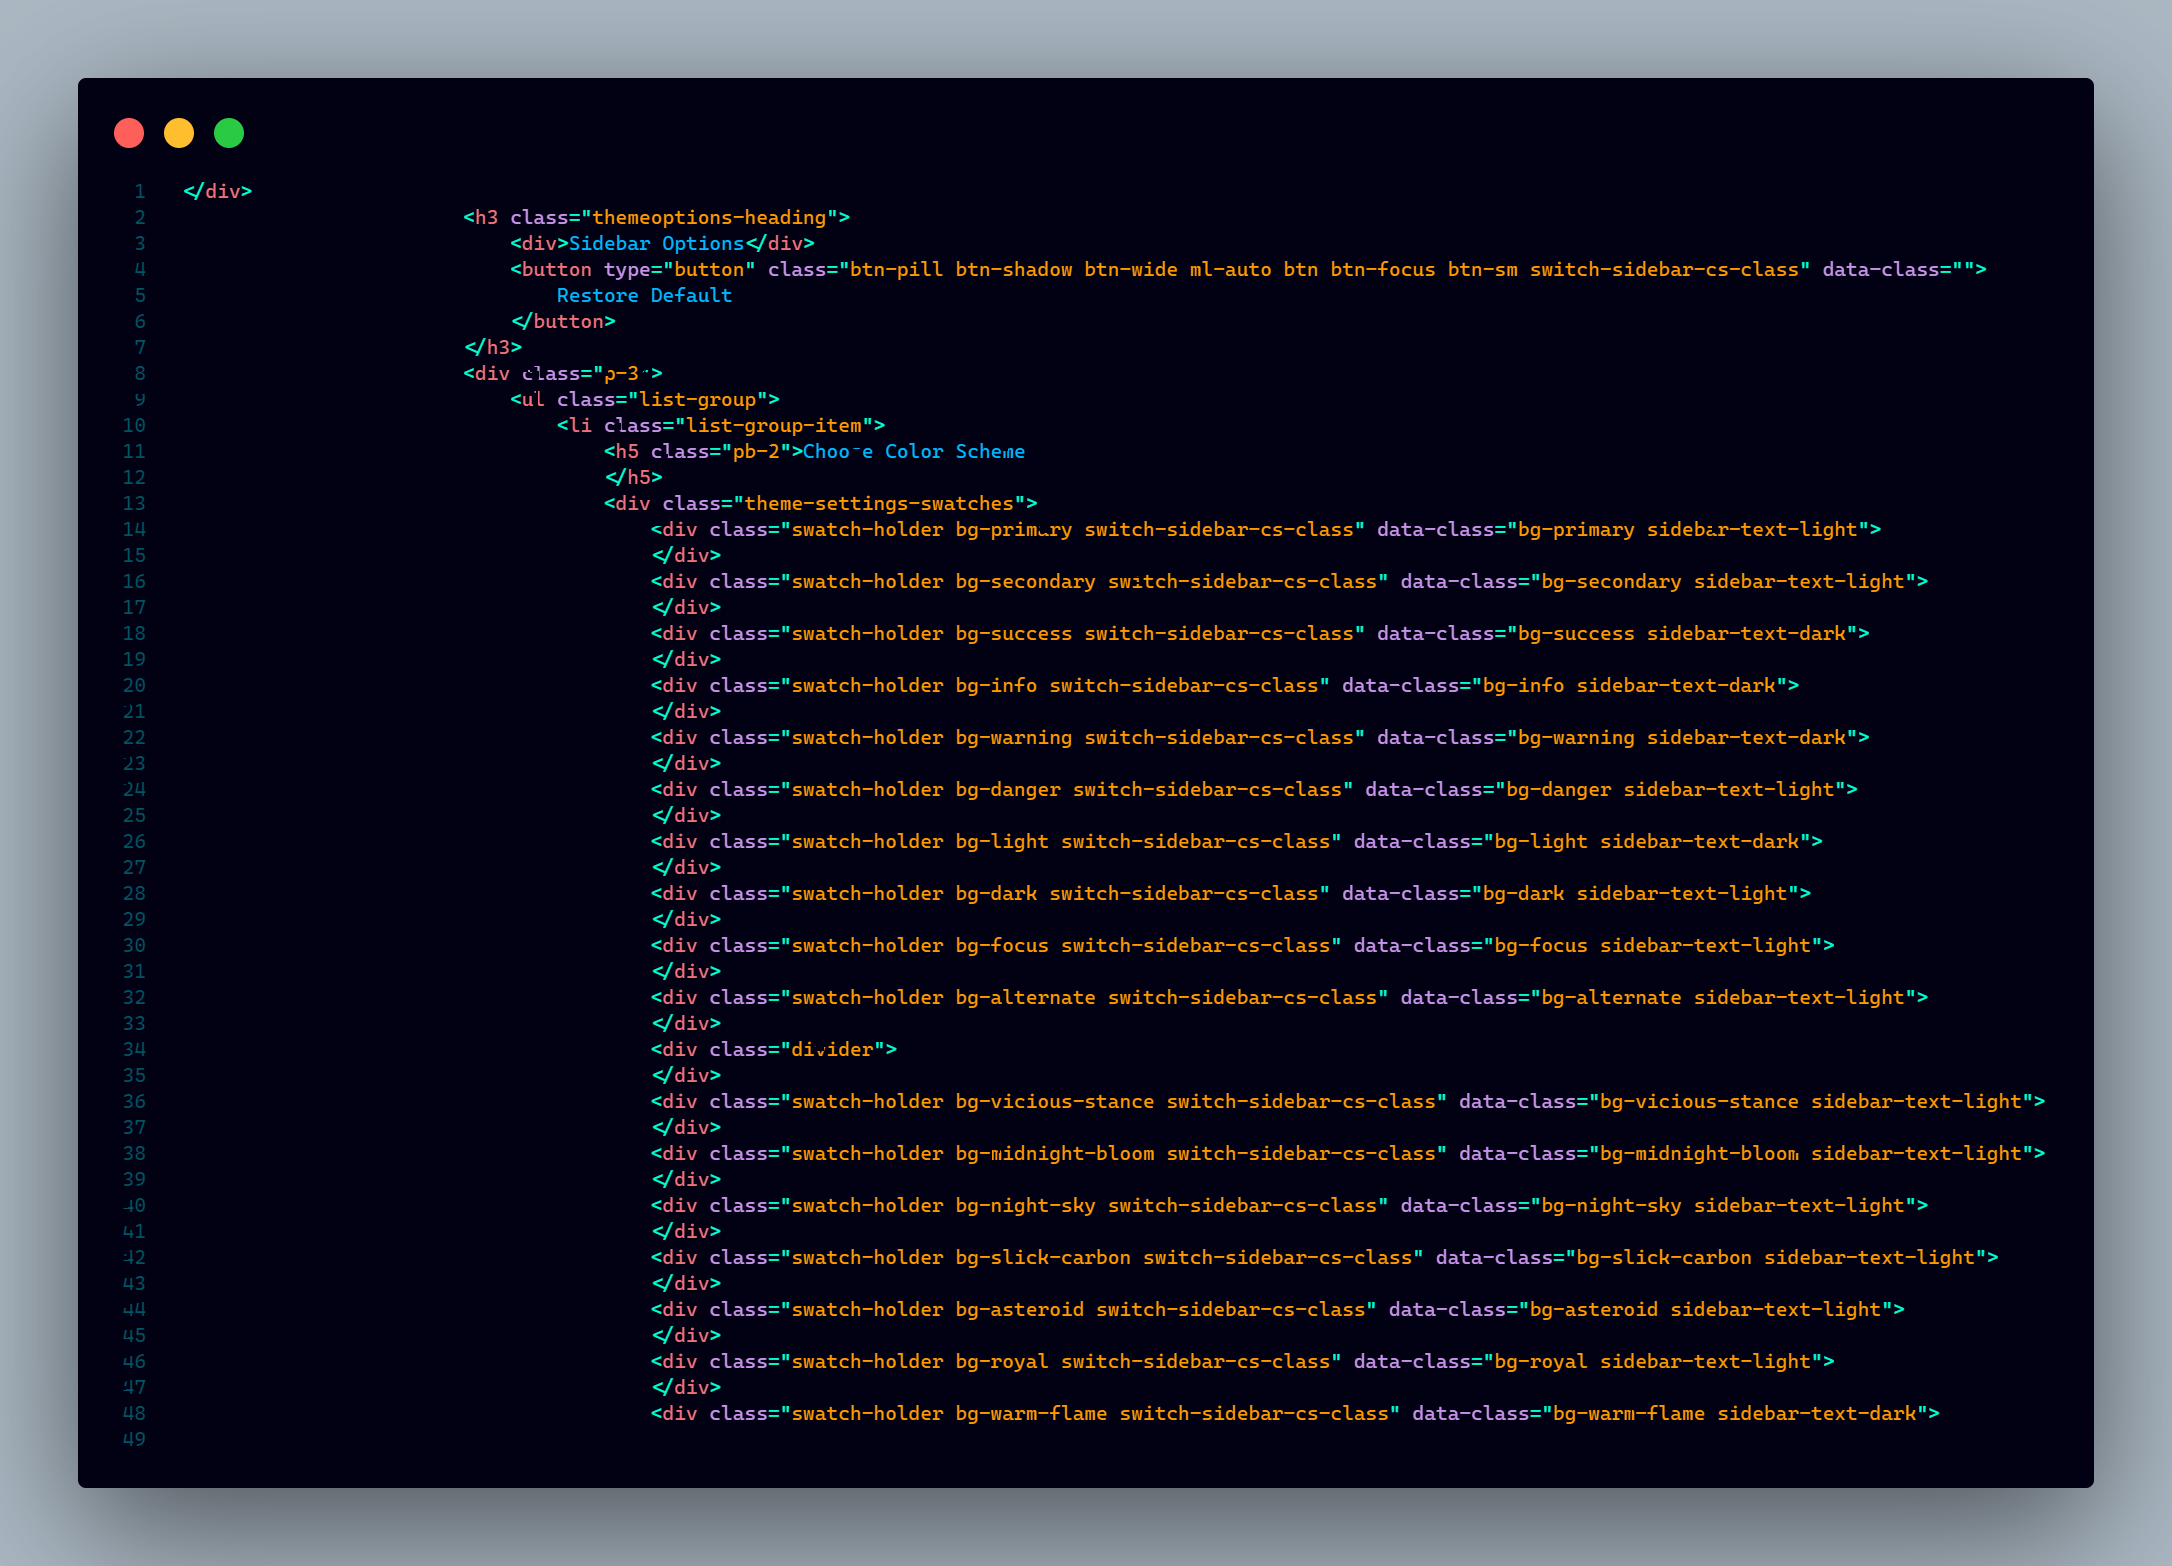 1 </div>
2 <h3 class="themeoptions-heading">
3 <div>Sidebar Options</div>
4 <button type="button" class="btn-pill btn-shadow btn-wide ml-auto btn btn-focus btn-sm switch-sidebar-cs-class" data-class="">
5 Restore Default
6 </button>
7 </h3>
8 <div class="p-3">
9 <ul class="list-group">
10 <li class="list-group-item">
11 <h5 class="pb-2">Choose Color Scheme
12 </h5>
13 <div class="theme-settings-swatches">
14 <div class="swatch-holder bg-primary switch-sidebar-cs-class" data-class="bg-primary sidebar-text-light">
15 </div>
16 <div class="swatch-holder bg-secondary switch-sidebar-cs-class" data-class="bg-secondary sidebar-text-light">
17 </div>
18 <div class="swatch-holder bg-success switch-sidebar-cs-class" data-class="bg-success sidebar-text-dark">
19 </div>
20 <div class="swatch-holder bg-info switch-sidebar-cs-class" data-class="bg-info sidebar-text-dark">
21 </div>
22 <div class="swatch-holder bg-warning switch-sidebar-cs-class" data-class="bg-warning sidebar-text-dark">
23 </div>
24 <div class="swatch-holder bg-danger switch-sidebar-cs-class" data-class="bg-danger sidebar-text-light">
25 </div>
26 <div class="swatch-holder bg-light switch-sidebar-cs-class" data-class="bg-light sidebar-text-dark">
27 </div>
28 <div class="swatch-holder bg-dark switch-sidebar-cs-class" data-class="bg-dark sidebar-text-light">
29 </div>
30 <div class="swatch-holder bg-focus switch-sidebar-cs-class" data-class="bg-focus sidebar-text-light">
31 </div>
32 <div class="swatch-holder bg-alternate switch-sidebar-cs-class" data-class="bg-alternate sidebar-text-light">
33 </div>
34 <div class="divider">
35 </div>
36 <div class="swatch-holder bg-vicious-stance switch-sidebar-cs-class" data-class="bg-vicious-stance sidebar-text-light">
37 </div>
38 <div class="swatch-holder bg-midnight-bloom switch-sidebar-cs-class" data-class="bg-midnight-bloom sidebar-text-light">
39 </div>
40 <div class="swatch-holder bg-night-sky switch-sidebar-cs-class" data-class="bg-night-sky sidebar-text-light">
41 </div>
42 <div class="swatch-holder bg-slick-carbon switch-sidebar-cs-class" data-class="bg-slick-carbon sidebar-text-light">
43 </div>
44 <div class="swatch-holder bg-asteroid switch-sidebar-cs-class" data-class="bg-asteroid sidebar-text-light">
45 </div>
46 <div class="swatch-holder bg-royal switch-sidebar-cs-class" data-class="bg-royal sidebar-text-light">
47 </div>
48 <div class="swatch-holder bg-warm-flame switch-sidebar-cs-class" data-class="bg-warm-flame sidebar-text-dark">
49